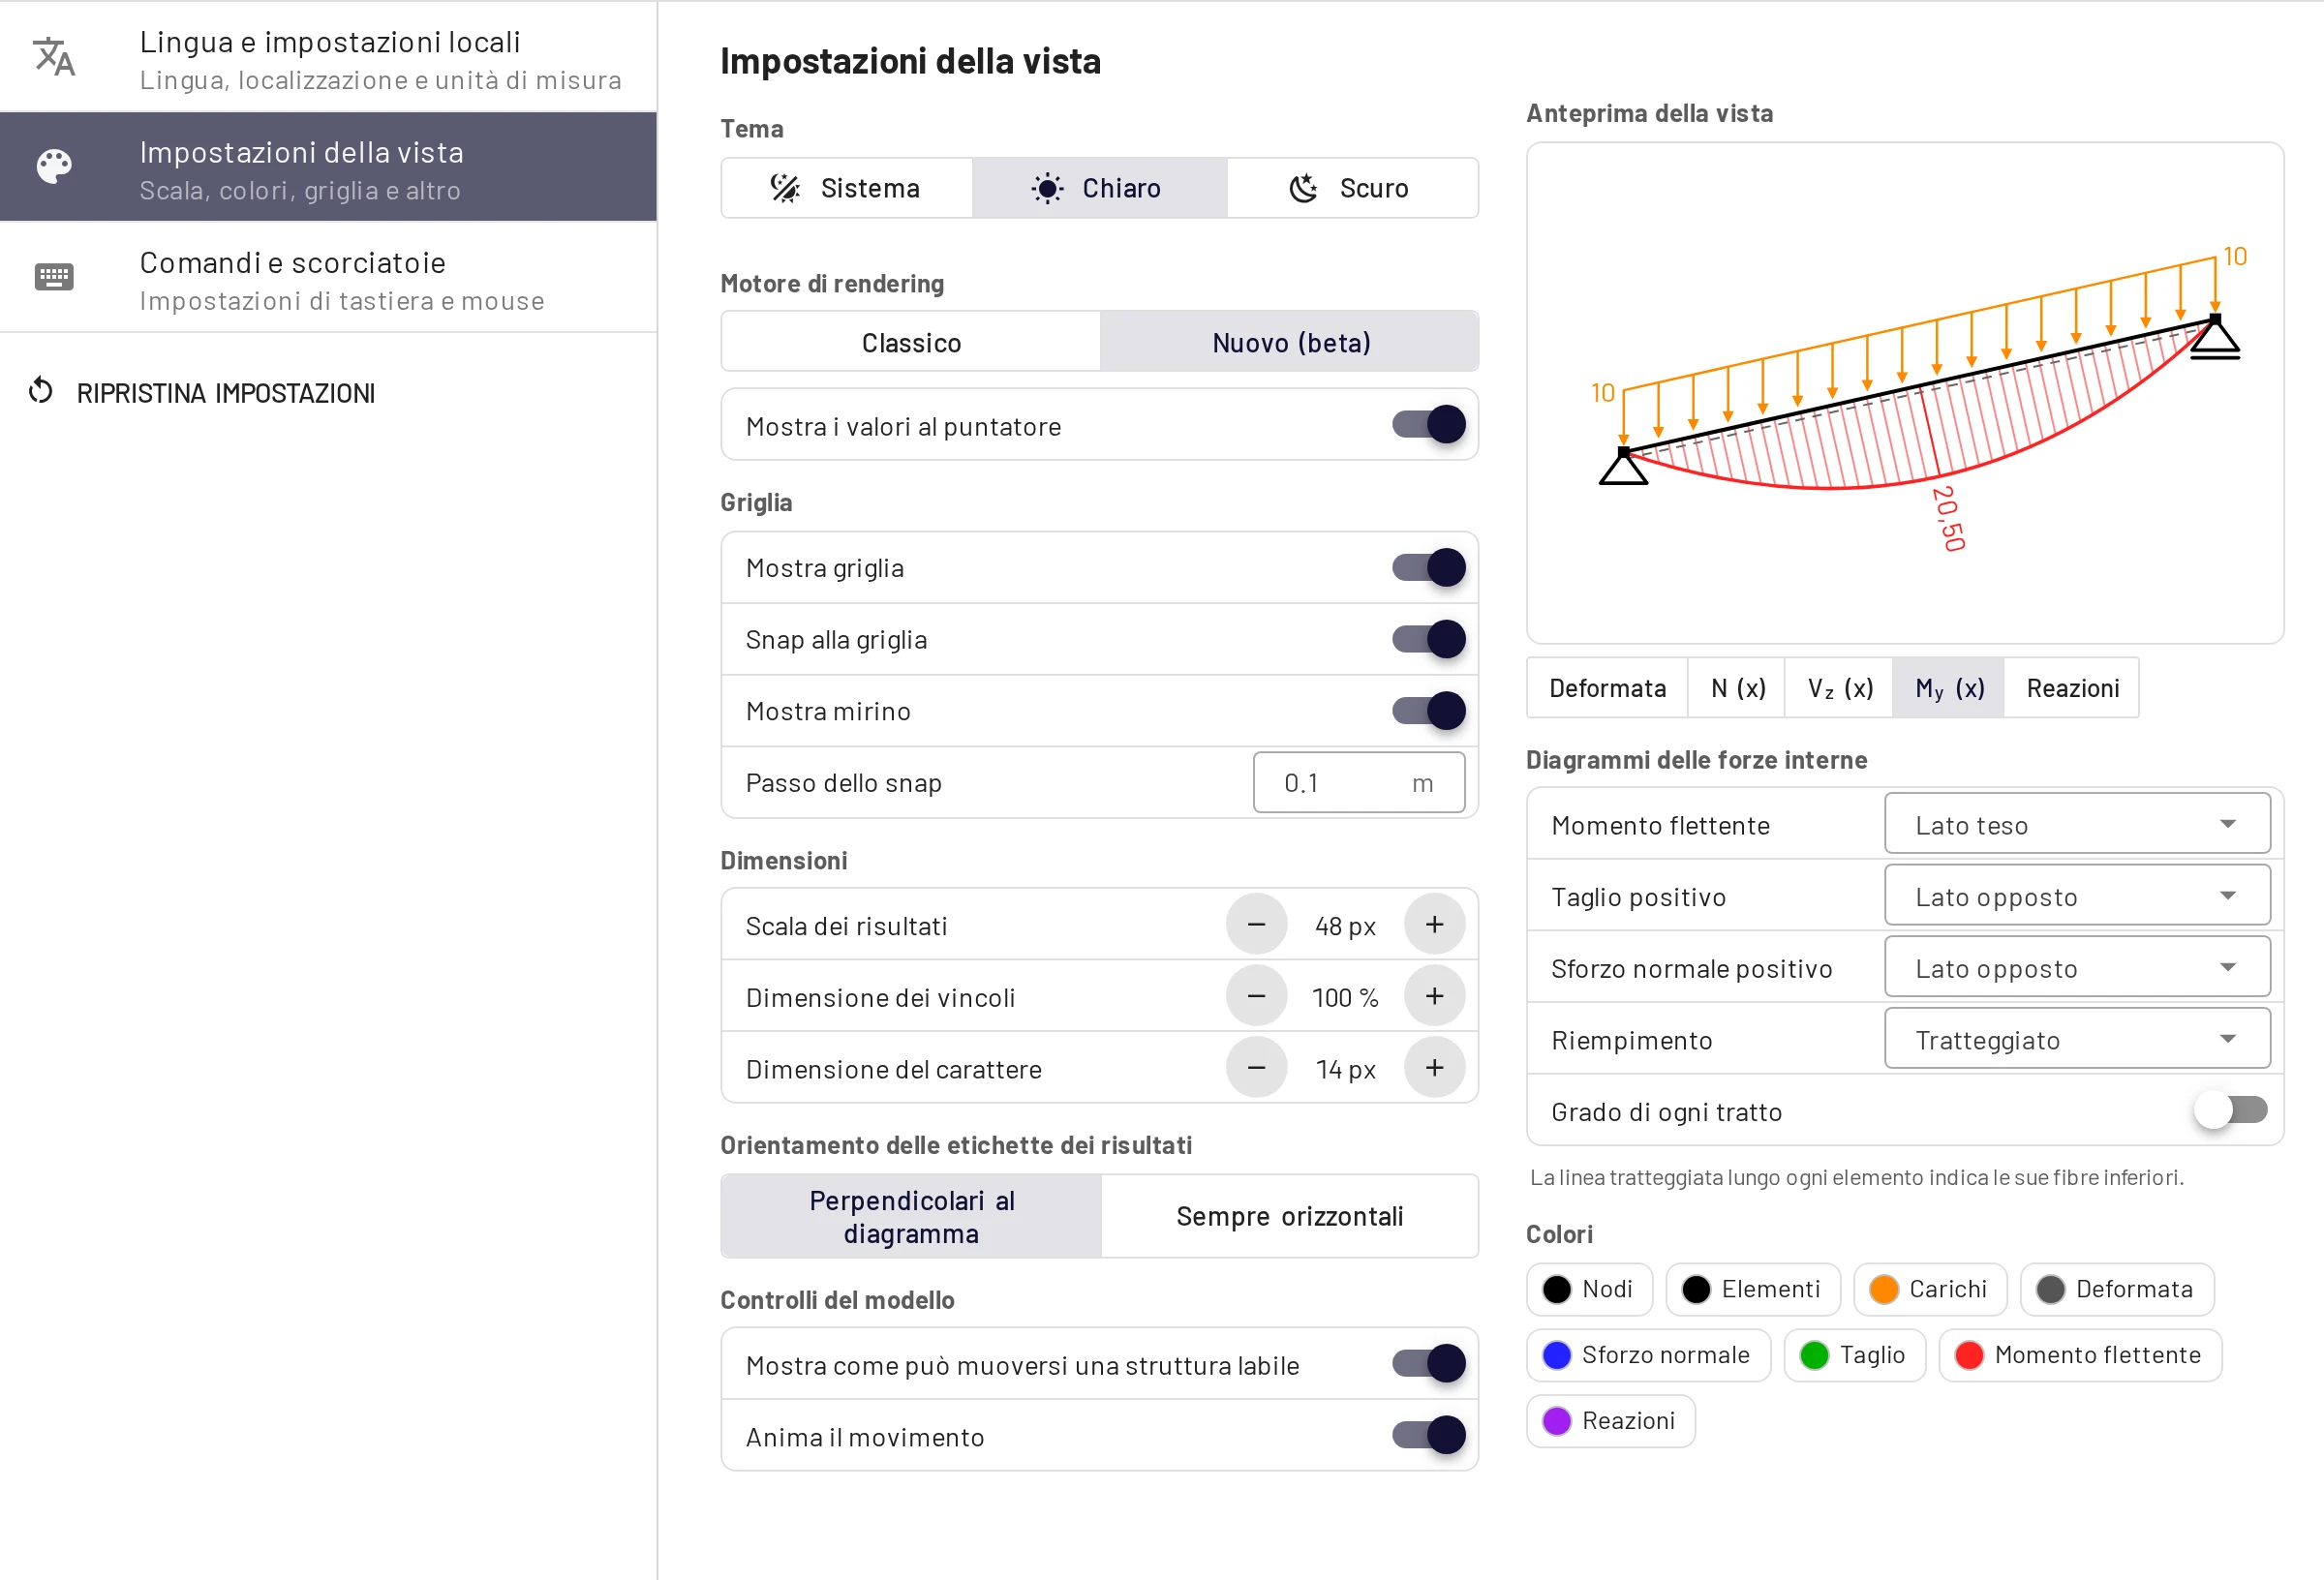 Lingua e impostazioni locali
Lingua, localizzazione e unità di misura
Impostazioni della vista
Scala, colori, griglia e altro
Comandi e scorciatoie
Impostazioni di tastiera e mouse
RIPRISTINA IMPOSTAZIONI
Impostazioni della vista
Tema
Sistema
Chiaro
Scuro
Motore di rendering
Classico
Nuovo (beta)
Mostra i valori al puntatore
Griglia
Mostra griglia
Snap alla griglia
Mostra mirino
Passo dello snap
0.1 m
Dimensioni
Scala dei risultati
− 48 px +
Dimensione dei vincoli
− 100 % +
Dimensione del carattere
− 14 px +
Orientamento delle etichette dei risultati
Perpendicolari al
diagramma
Sempre orizzontali
Controlli del modello
Mostra come può muoversi una struttura labile
Anima il movimento
Anteprima della vista
10
10
20,50
Deformata
N (x)
Vz (x)
My (x)
Reazioni
Diagrammi delle forze interne
Momento flettente
Lato teso
Taglio positivo
Lato opposto
Sforzo normale positivo
Lato opposto
Riempimento
Tratteggiato
Grado di ogni tratto
La linea tratteggiata lungo ogni elemento indica le sue fibre inferiori.
Colori
Nodi
Elementi
Carichi
Deformata
Sforzo normale
Taglio
Momento flettente
Reazioni